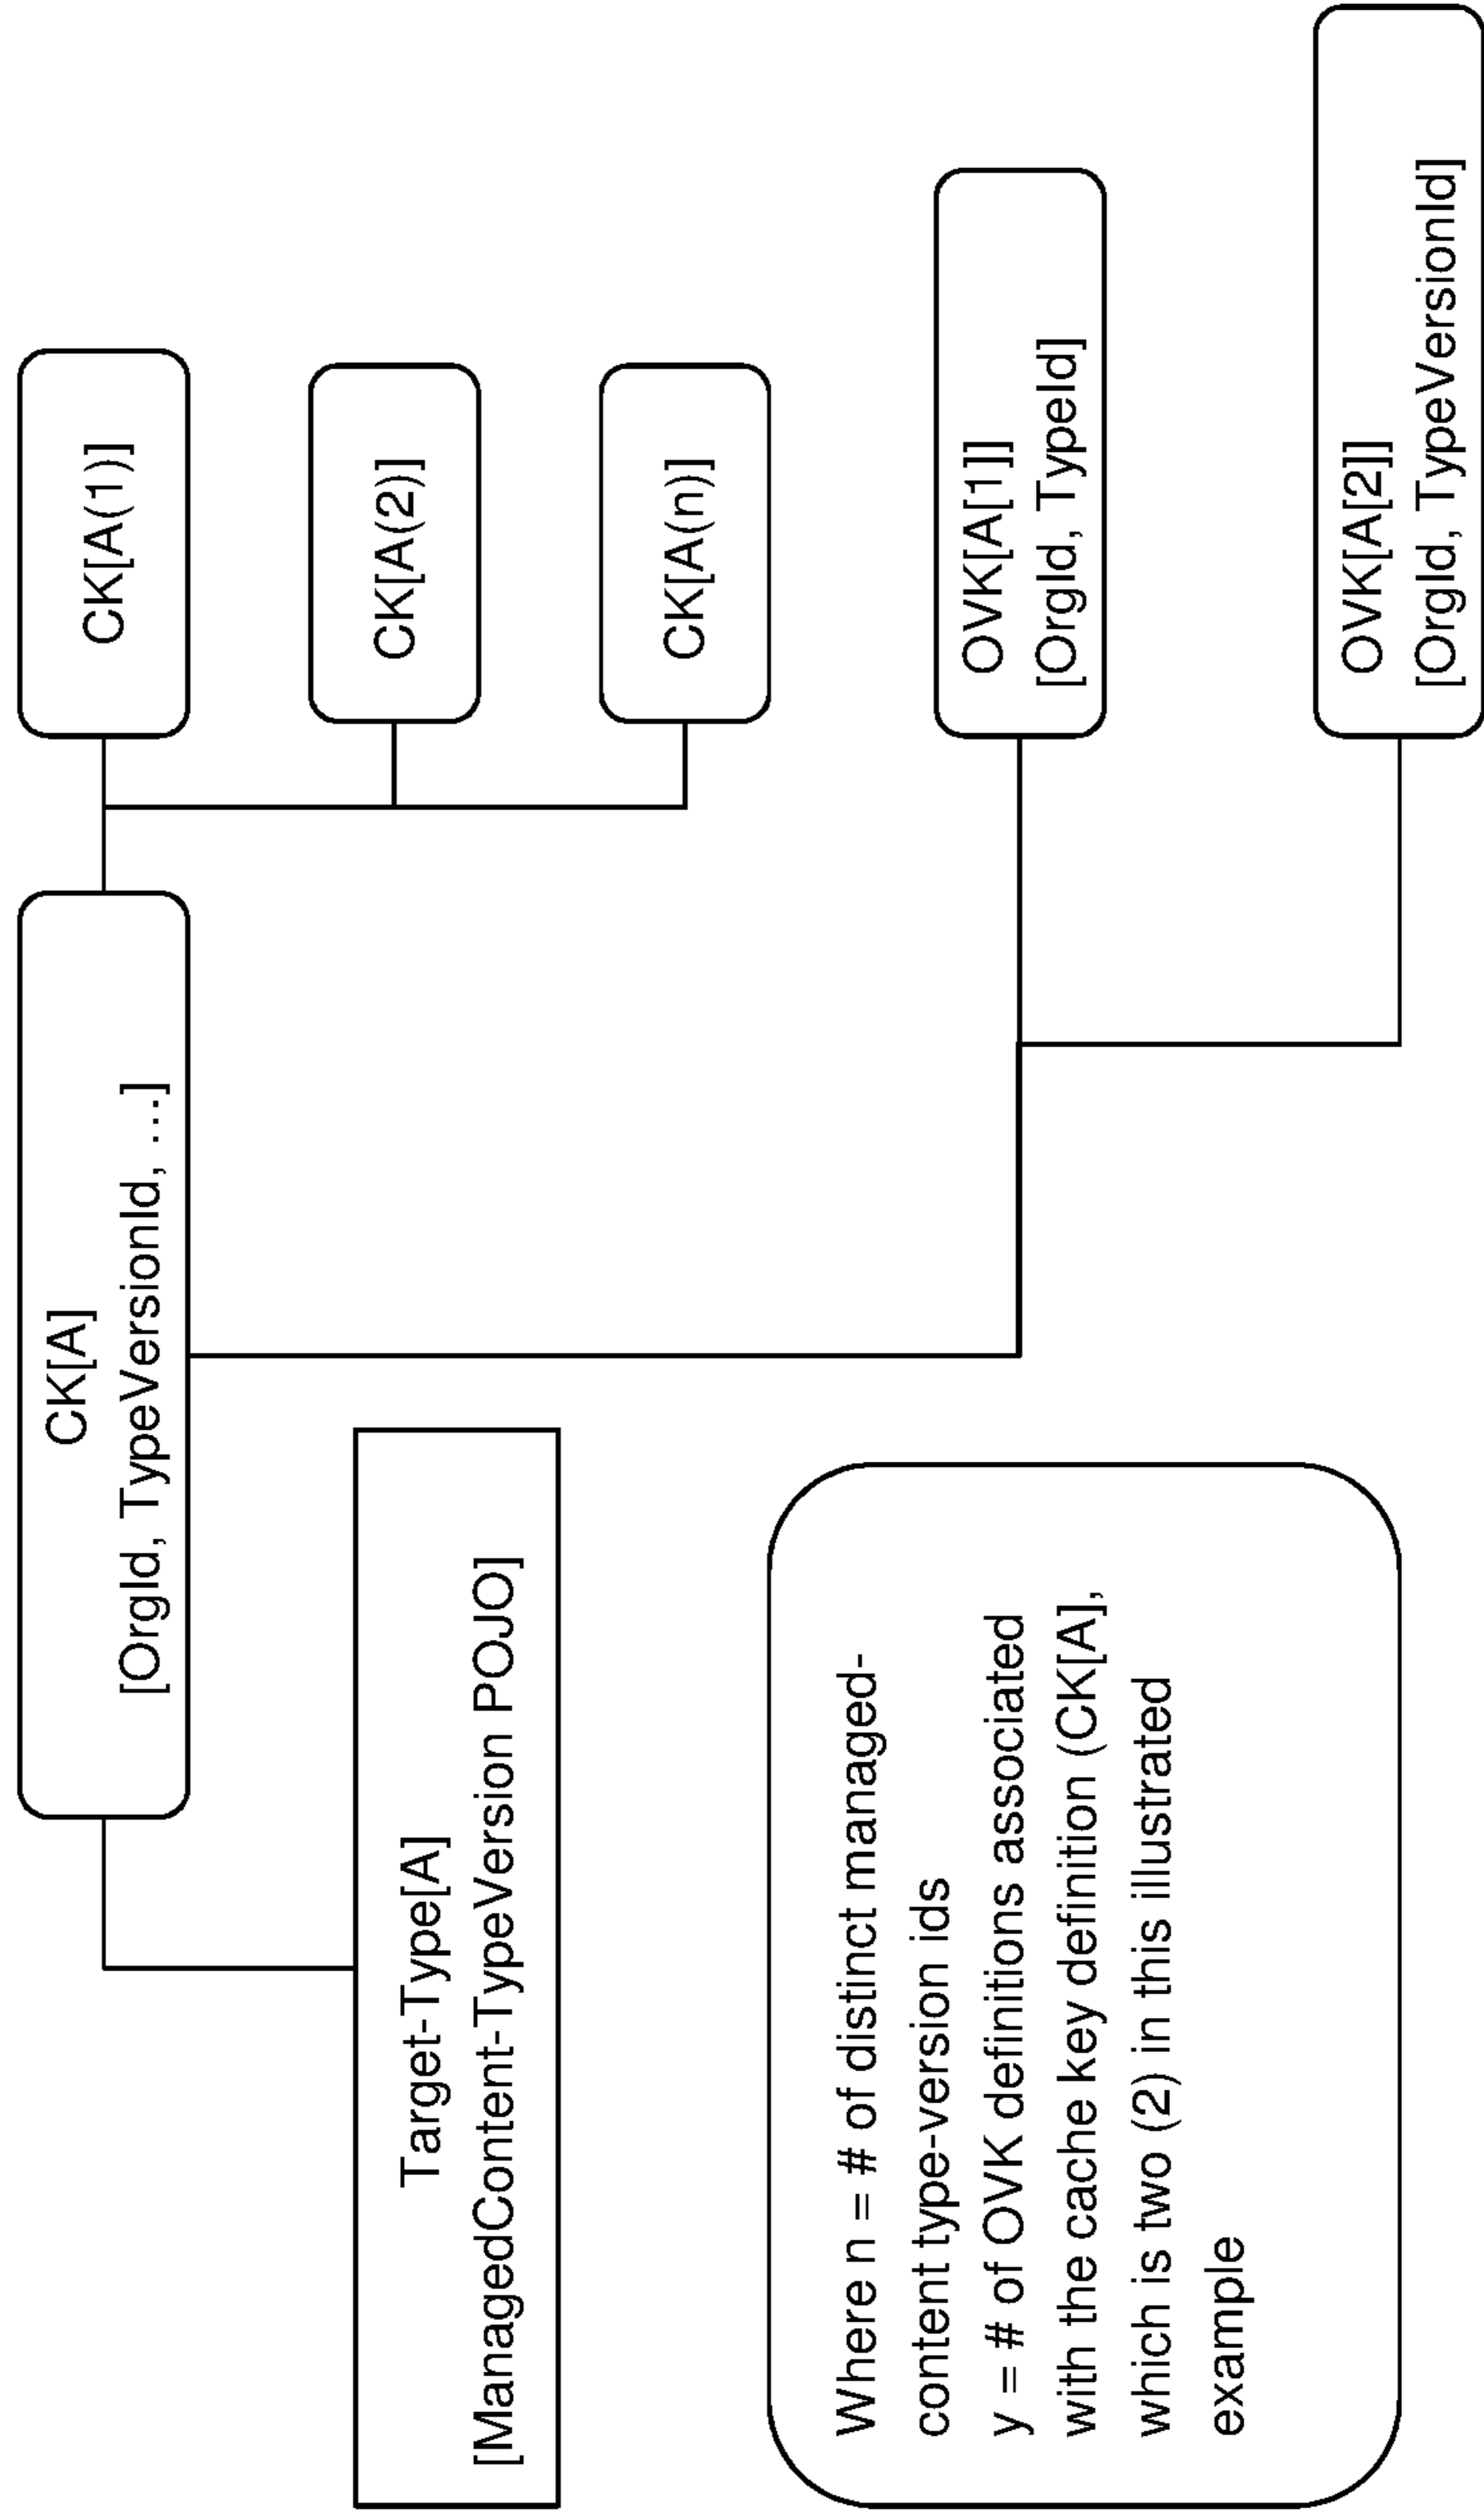 CK[A]
[OrgId, TypeVersionId, ...]
CK[A(1)]
CK[A(2)]
CK[A(n)]
Target-Type[A]
[ManagedContent-TypeVersion POJO]
Where n = # of distinct managed-
content type-version ids
y = # of OVK definitions associated
with the cache key definition (CK[A],
which is two (2) in this illustrated
example
OVK[A[1]]
[OrgId, TypeId]
OVK[A[2]]
[OrgId, TypeVersionId]